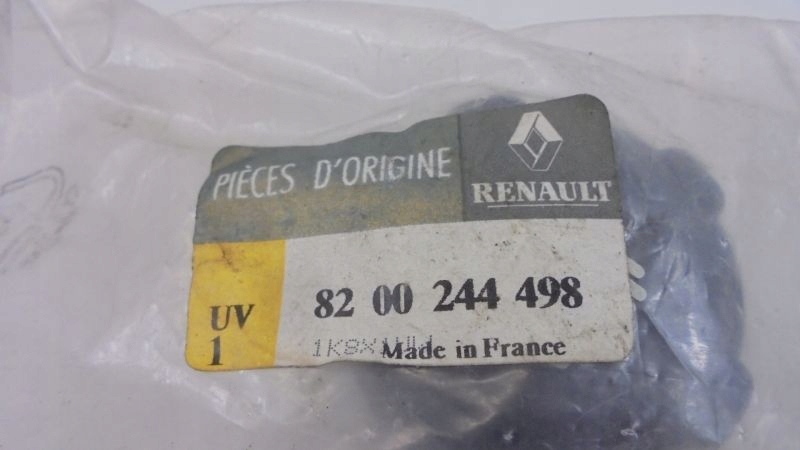 PIÈCES D'ORIGINE
RENAULT
UV
1
82 00 244 498
Made in France